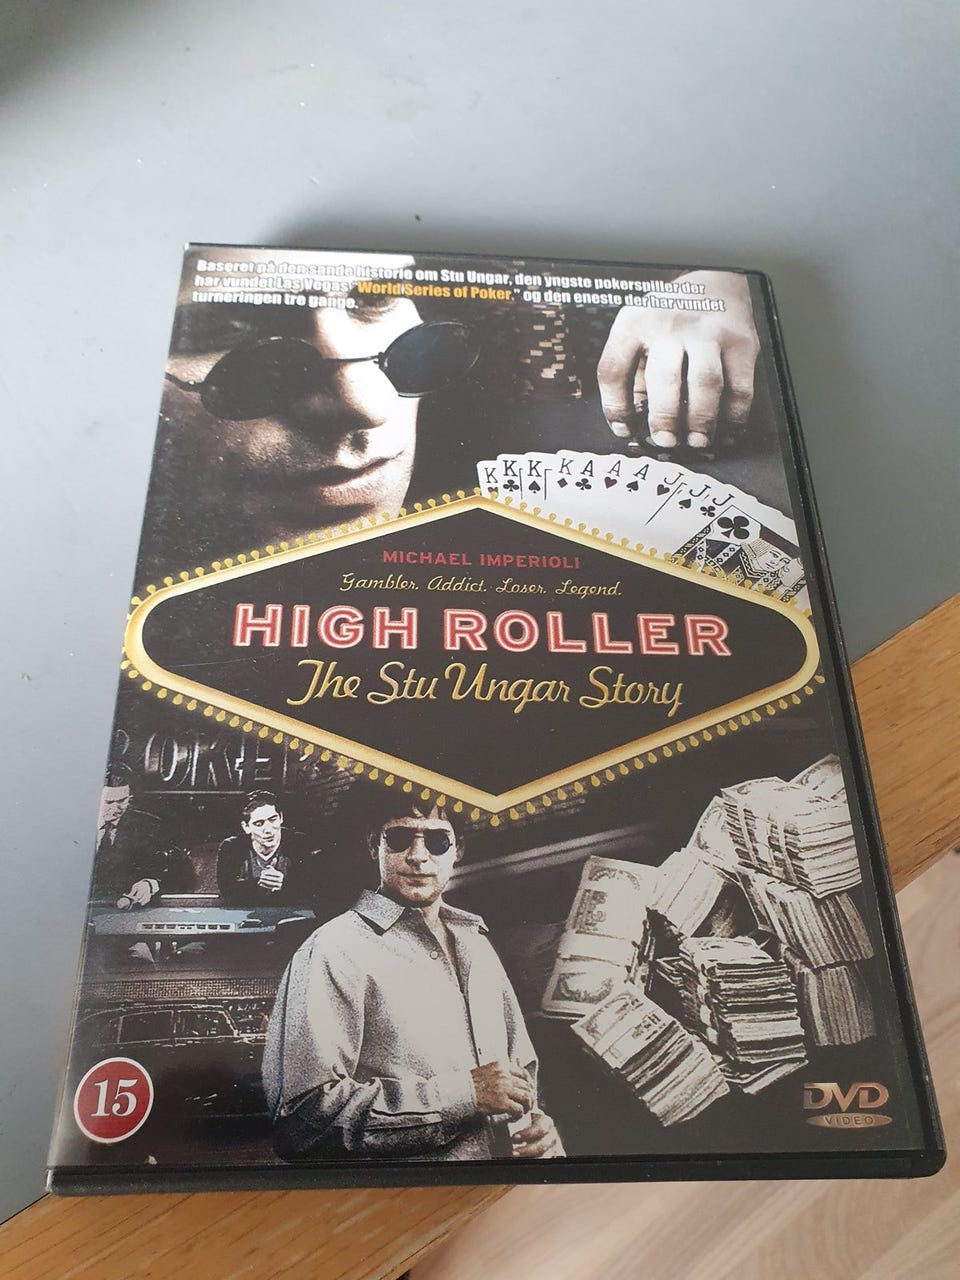 Baseret på den sande historie om Stu Ungar, den yngste pokerspiller der
har vundet Las Vegas "World Series of Poker," og den eneste der har vundet
turneringen tre gange.
K K K K A A A J J J
MICHAEL IMPERIOLI
Gambler. Addict. Loser. Legend.
HIGH ROLLER
The Stu Ungar Story
POKER
15
DVD
VIDEO